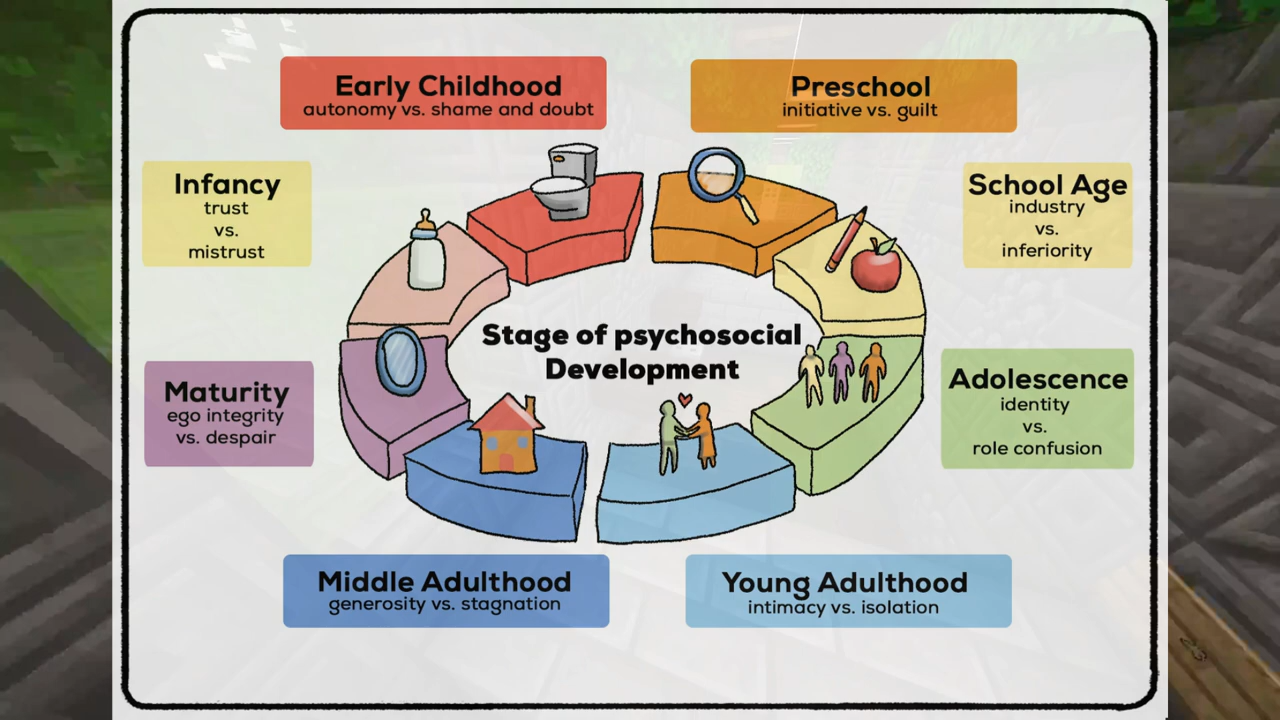 Early Childhood
autonomy vs. shame and doubt
Preschool
initiative vs. guilt
Infancy
trust
vs.
mistrust
School Age
industry
vs.
inferiority
Stage of psychosocial
Development
Maturity
ego integrity
vs. despair
Adolescence
identity
vs.
role confusion
Middle Adulthood
generosity vs. stagnation
Young Adulthood
intimacy vs. isolation